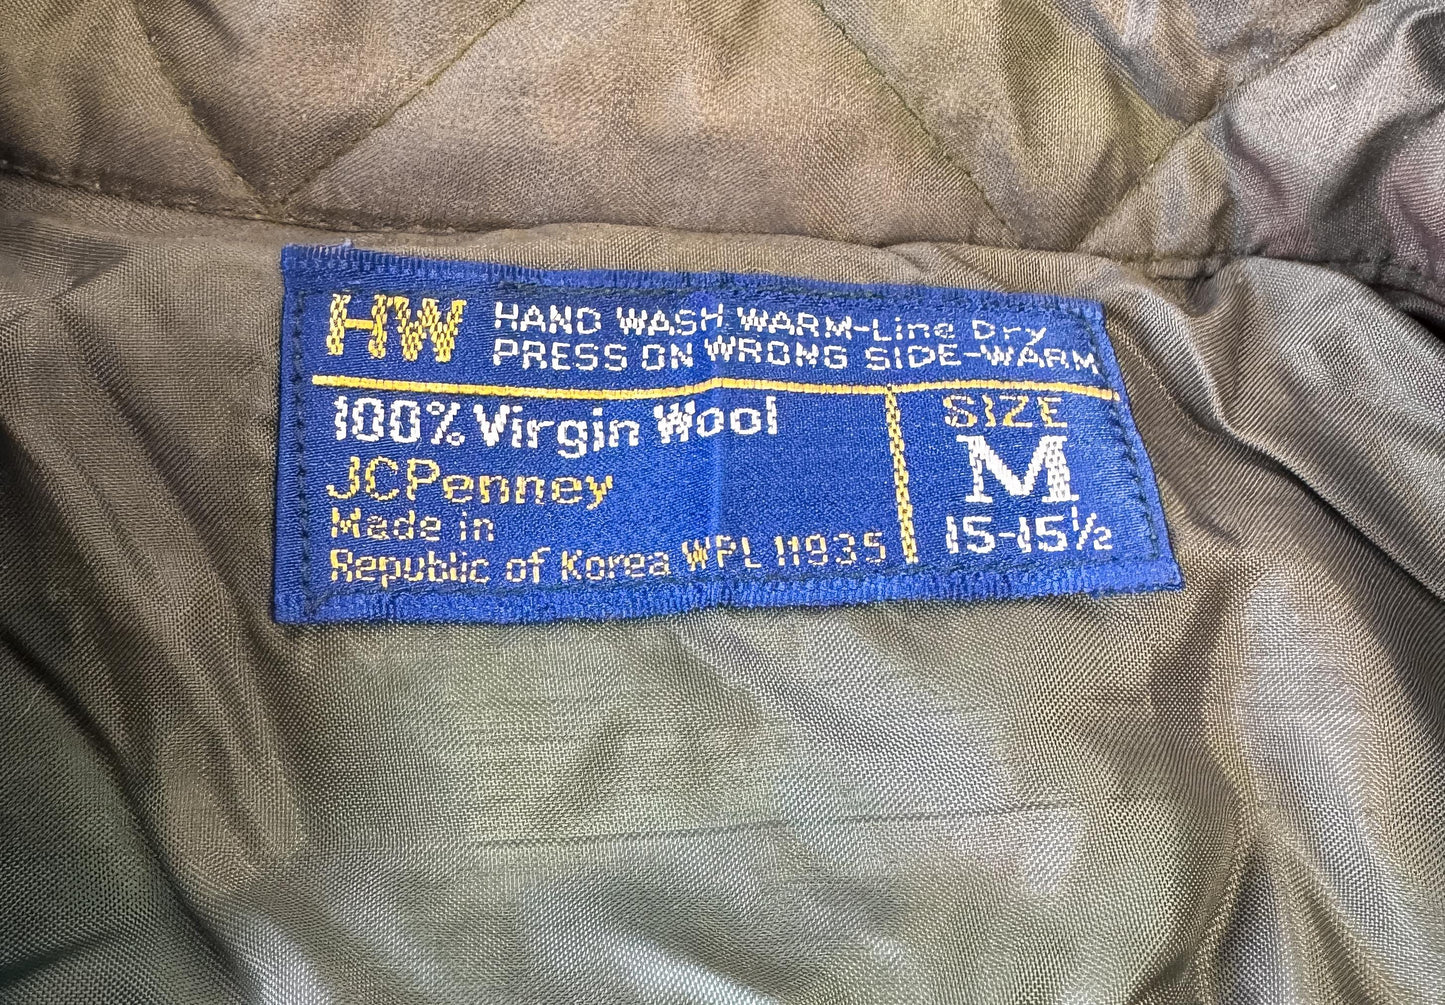 HW
HAND WASH WARM-Line Dry
PRESS ON WRONG SIDE-WARM
100% Virgin Wool
JCPenney
Made in
Republic of Korea WPL 11935
SIZE
M
15-15½